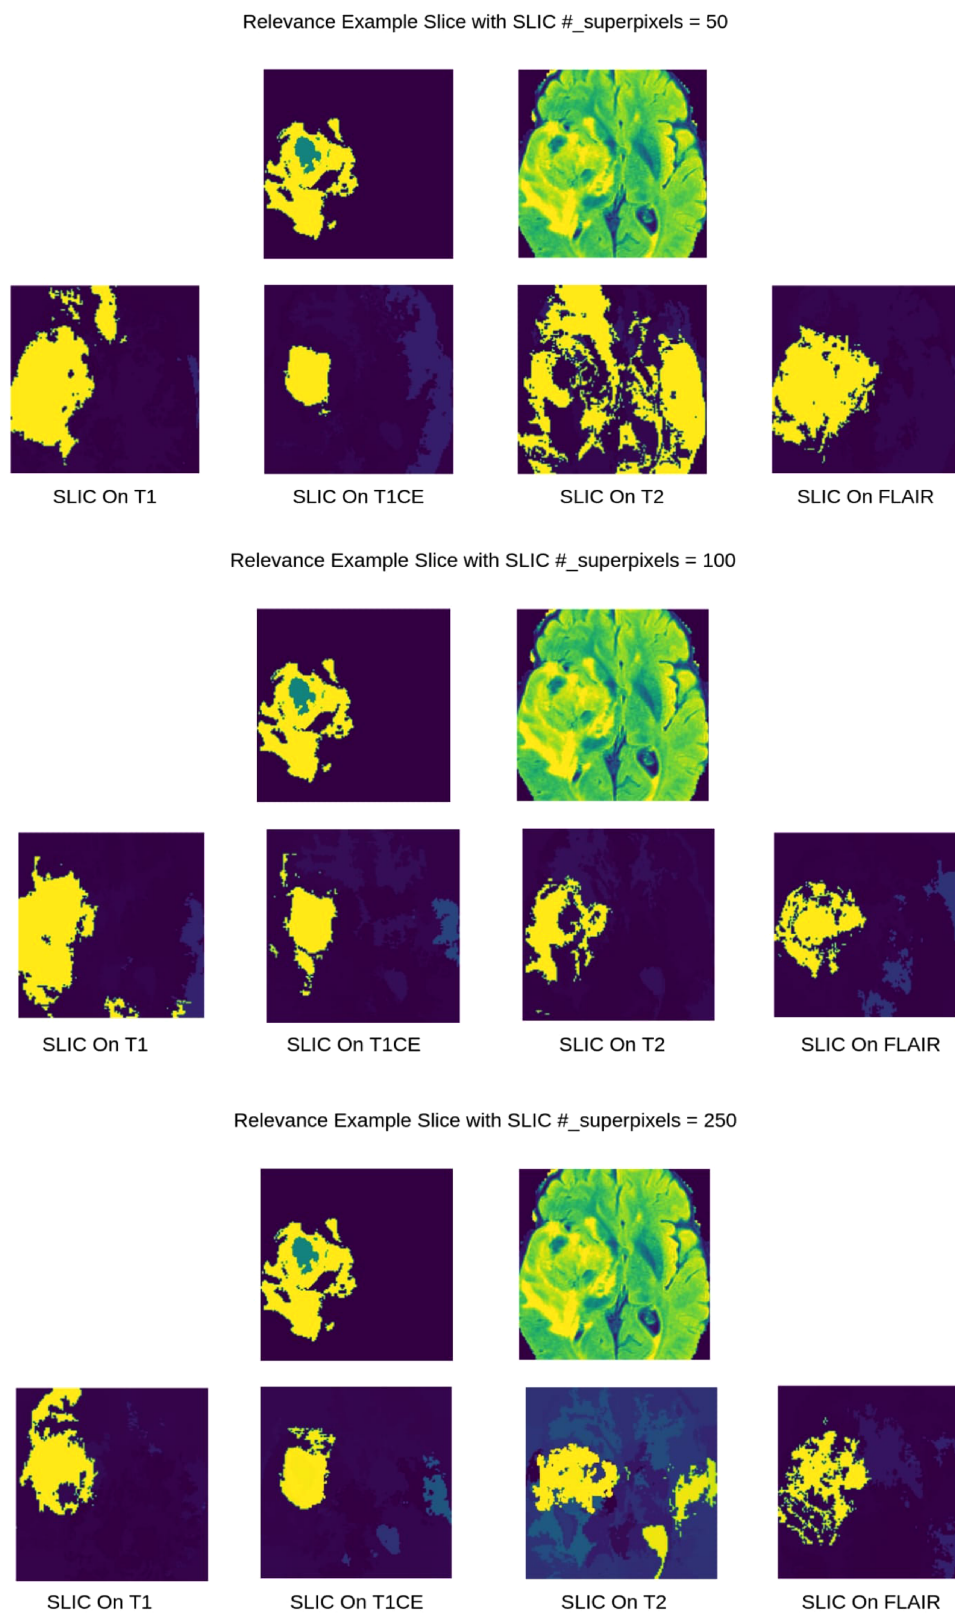 Relevance Example Slice with SLIC #_superpixels = 50
SLIC On T1 SLIC On T1CE SLIC On T2 SLIC On FLAIR
Relevance Example Slice with SLIC #_superpixels = 100
SLIC On T1 SLIC On T1CE SLIC On T2 SLIC On FLAIR
Relevance Example Slice with SLIC #_superpixels = 250
SLIC On T1 SLIC On T1CE SLIC On T2 SLIC On FLAIR